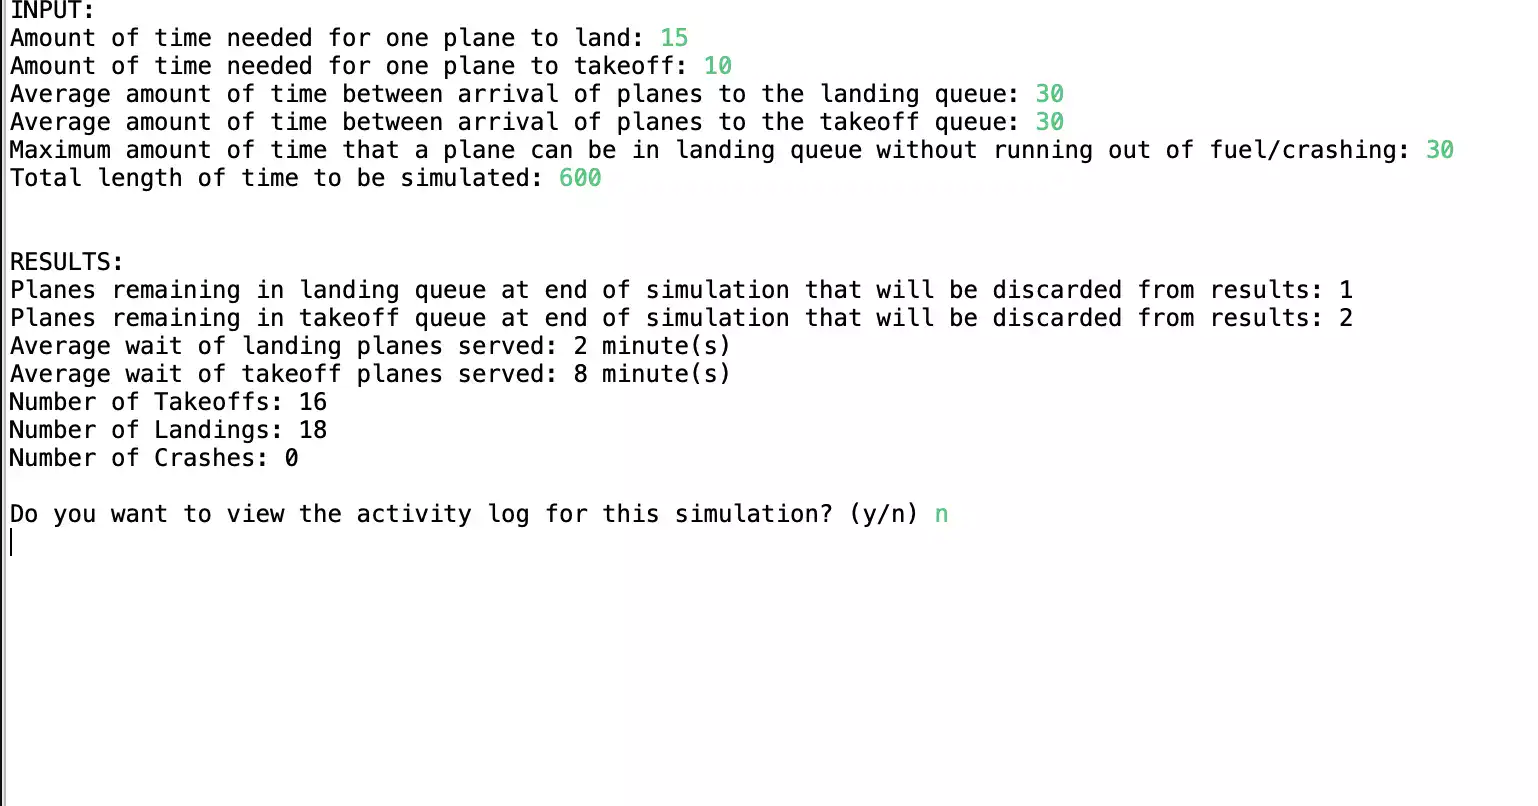 INPUT:
Amount of time needed for one plane to land: 15
Amount of time needed for one plane to takeoff: 10
Average amount of time between arrival of planes to the landing queue: 30
Average amount of time between arrival of planes to the takeoff queue: 30
Maximum amount of time that a plane can be in landing queue without running out of fuel/crashing: 30
Total length of time to be simulated: 600
RESULTS:
Planes remaining in landing queue at end of simulation that will be discarded from results: 1
Planes remaining in takeoff queue at end of simulation that will be discarded from results: 2
Average wait of landing planes served: 2 minute(s)
Average wait of takeoff planes served: 8 minute(s)
Number of Takeoffs: 16
Number of Landings: 18
Number of Crashes: 0
Do you want to view the activity log for this simulation? (y/n) n